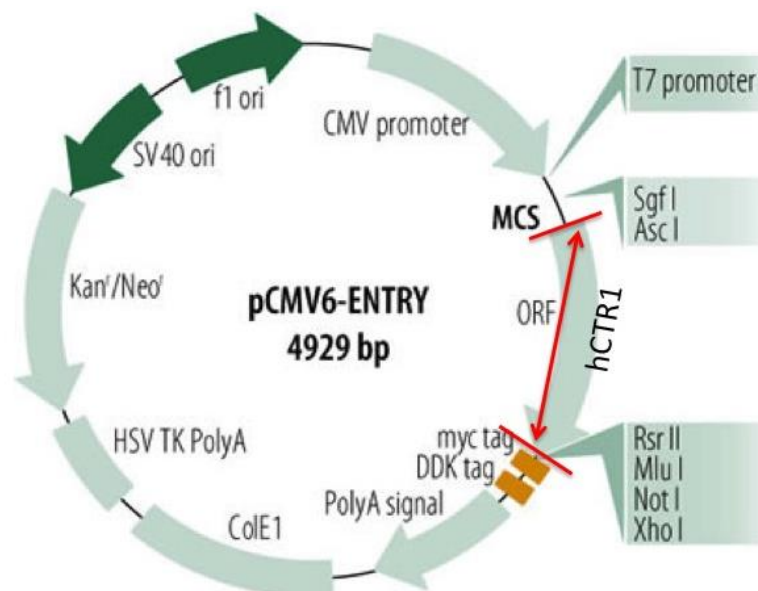 T7 promoter
f1 ori
CMV promoter
SV40 ori
Sgf I
Asc I
MCS
Kanʳ/Neoʳ
pCMV6-ENTRY
4929 bp
ORF
hCTR1
HSV TK PolyA
myc tag
DDK tag
PolyA signal
ColE1
Rsr II
Mlu I
Not I
Xho I